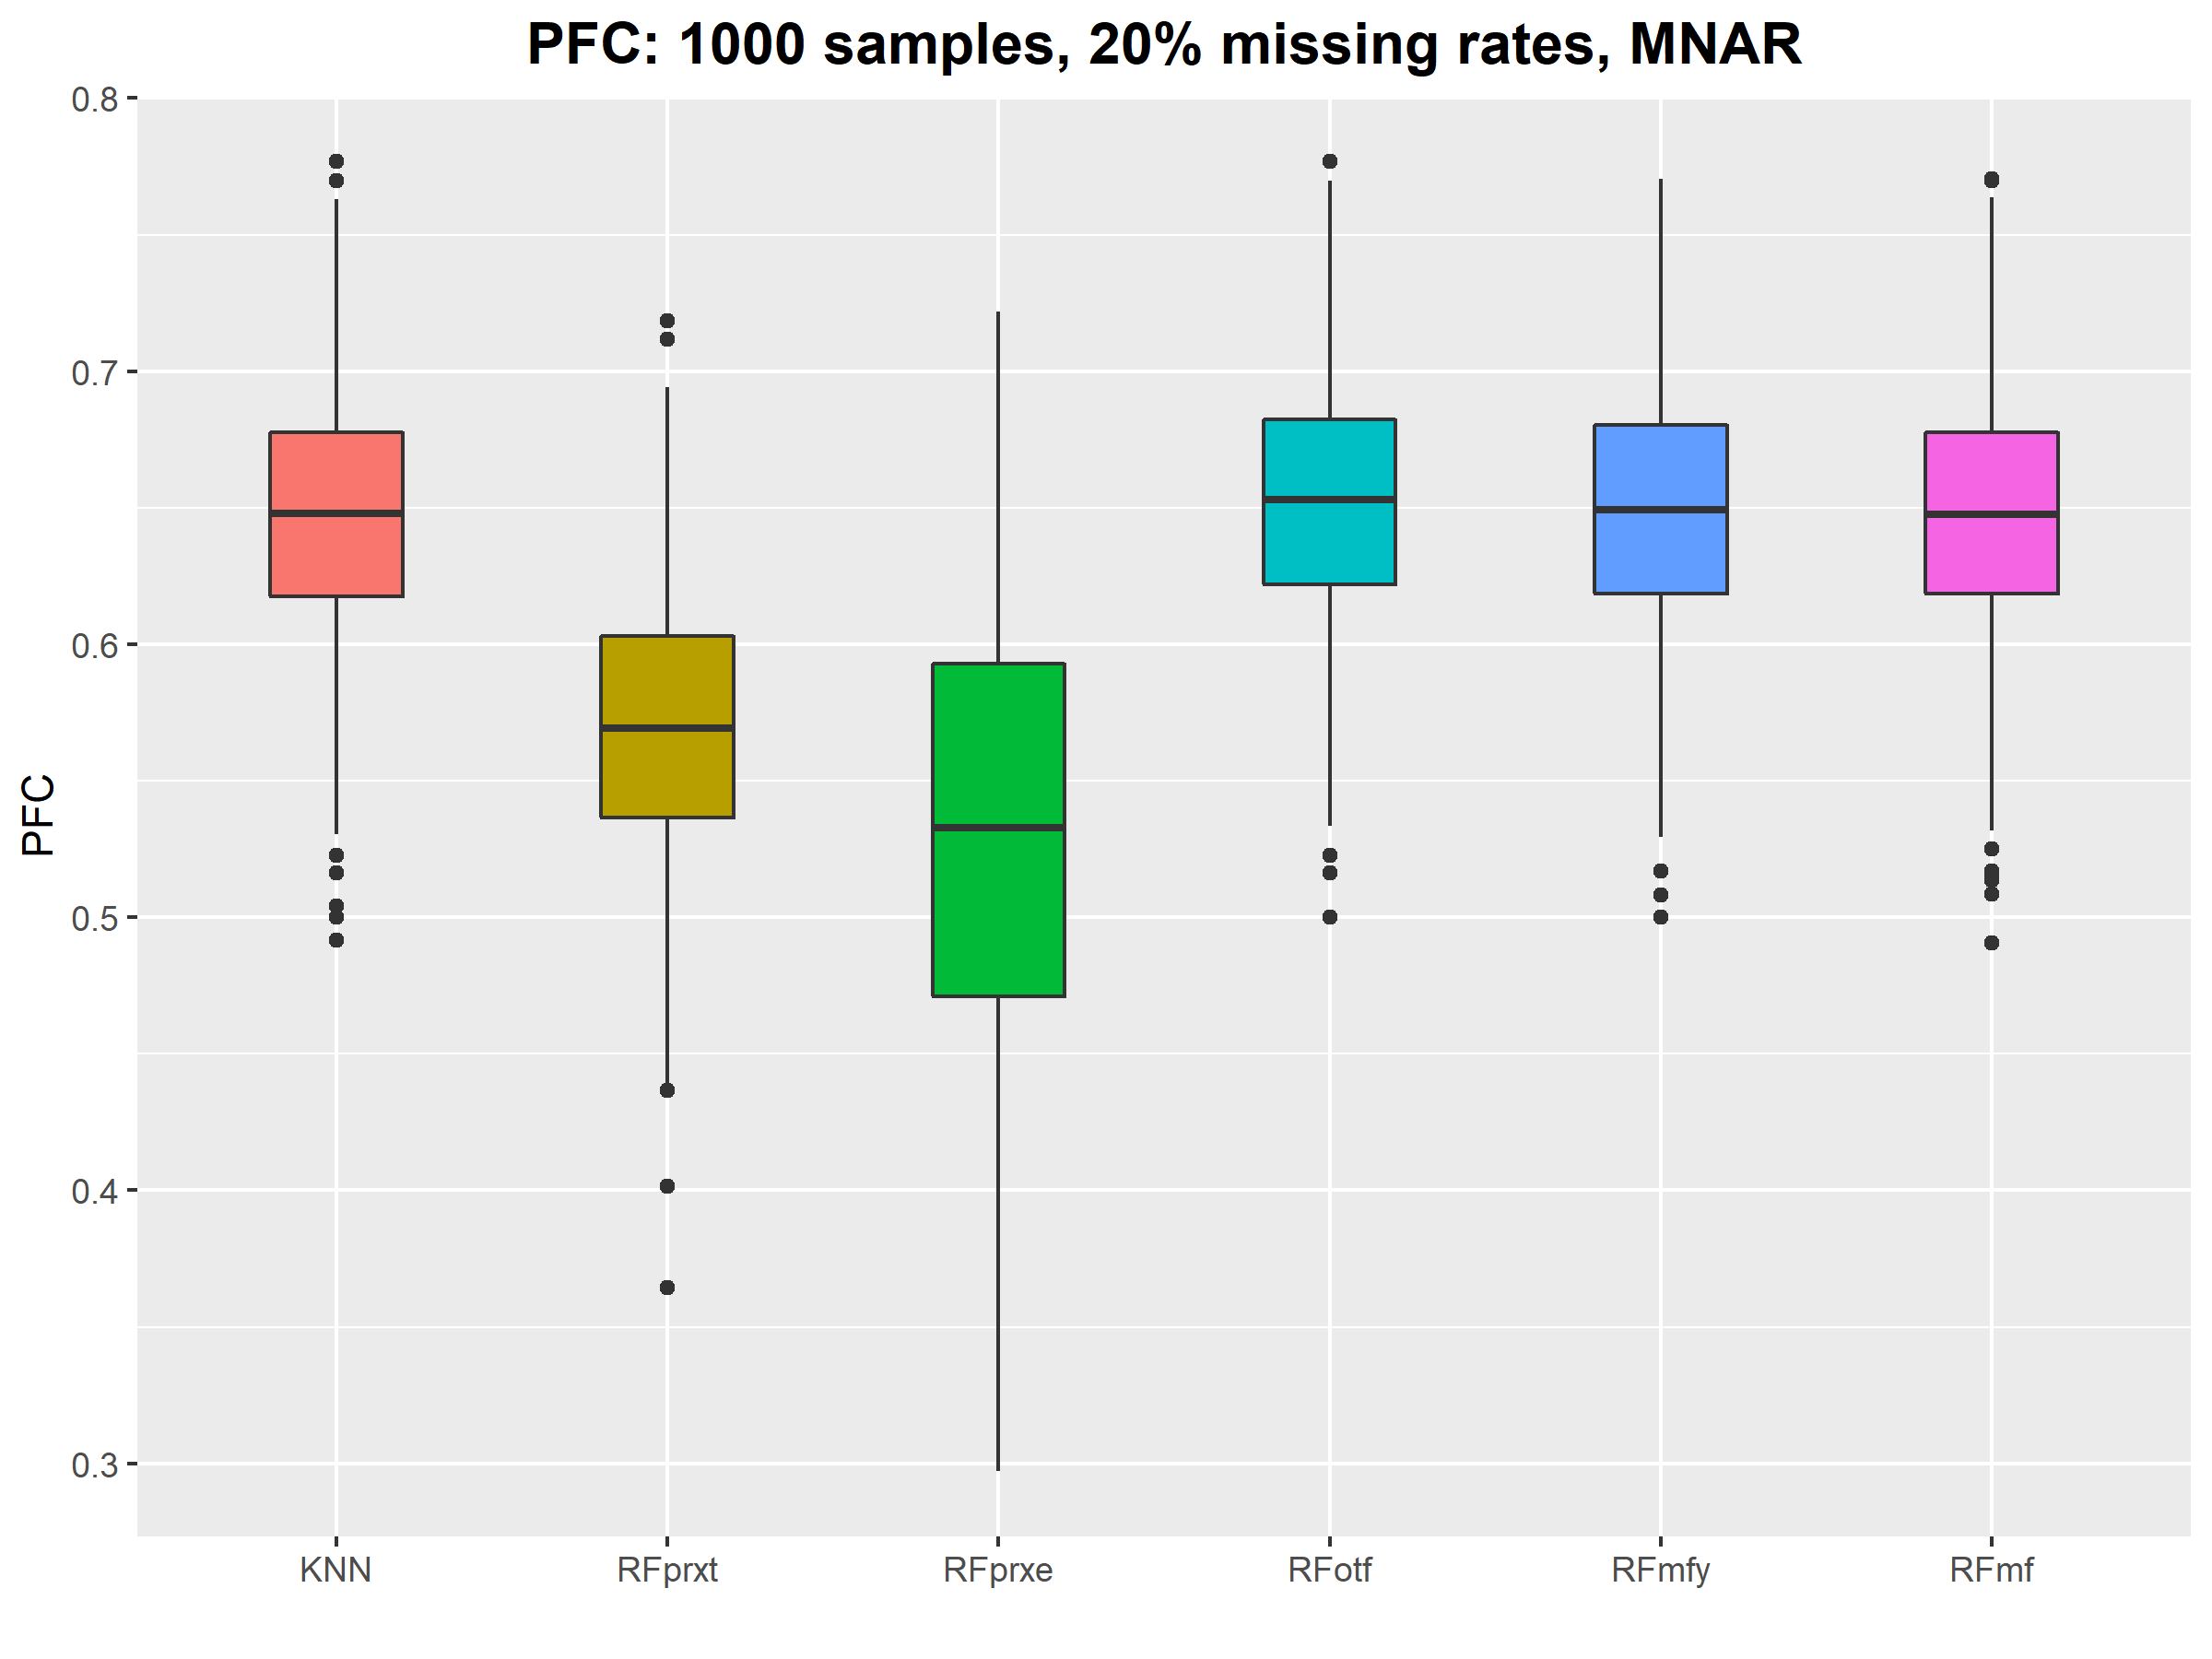 PFC: 1000 samples, 20% missing rates, MNAR
0.8
0.7
0.6
0.5
0.4
0.3
PFC
KNN RFprxt RFprxe RFotf RFmfy RFmf